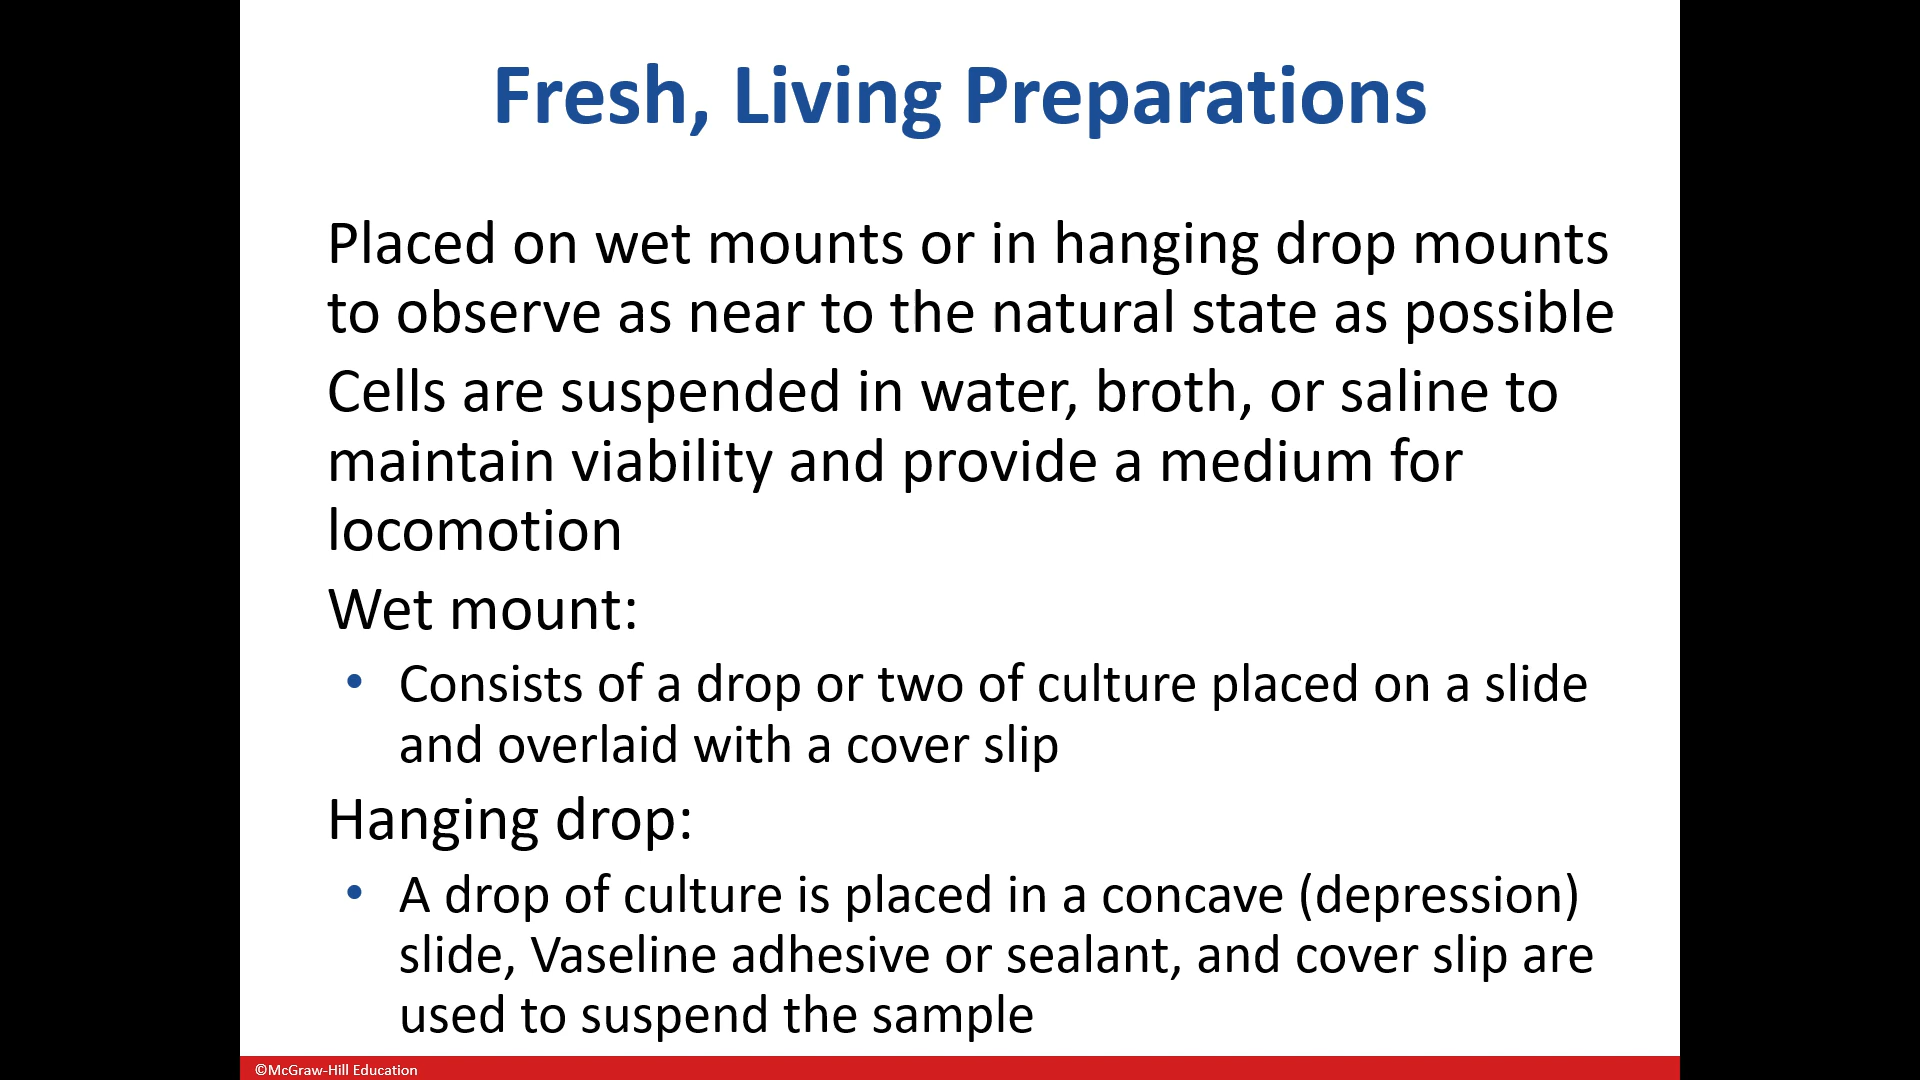 Fresh, Living Preparations
Placed on wet mounts or in hanging drop mounts
to observe as near to the natural state as possible
Cells are suspended in water, broth, or saline to
maintain viability and provide a medium for
locomotion
Wet mount:
• Consists of a drop or two of culture placed on a slide
and overlaid with a cover slip
Hanging drop:
• A drop of culture is placed in a concave (depression)
slide, Vaseline adhesive or sealant, and cover slip are
used to suspend the sample
©McGraw-Hill Education